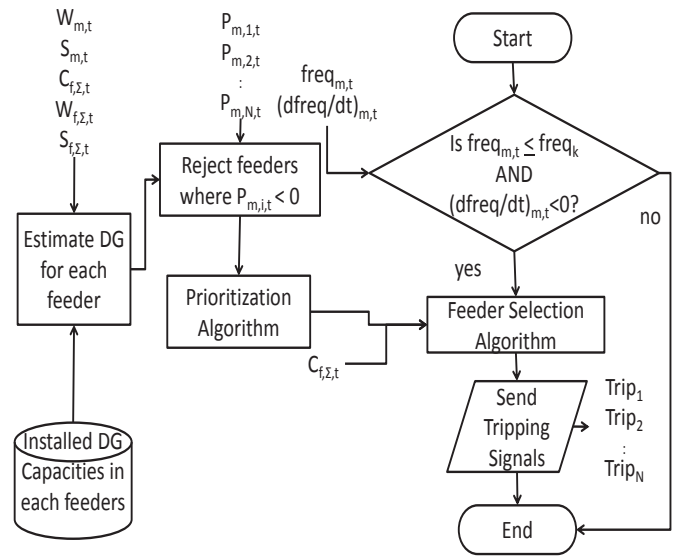 W_{m,t}
S_{m,t}
C_{f,Σ,t}
W_{f,Σ,t}
S_{f,Σ,t}
Estimate DG
for each
feeder
Installed DG
Capacities in
each feeders
P_{m,1,t}
P_{m,2,t}
:
P_{m,N,t}
Reject feeders
where P_{m,i,t} < 0
Prioritization
Algorithm
C_{f,Σ,t}
freq_{m,t}
(dfreq/dt)_{m,t}
Start
Is freq_{m,t} ≤ freq_k
AND
(dfreq/dt)_{m,t}<0?
no
yes
Feeder Selection
Algorithm
Send
Tripping
Signals
Trip_1
Trip_2
:
Trip_N
End